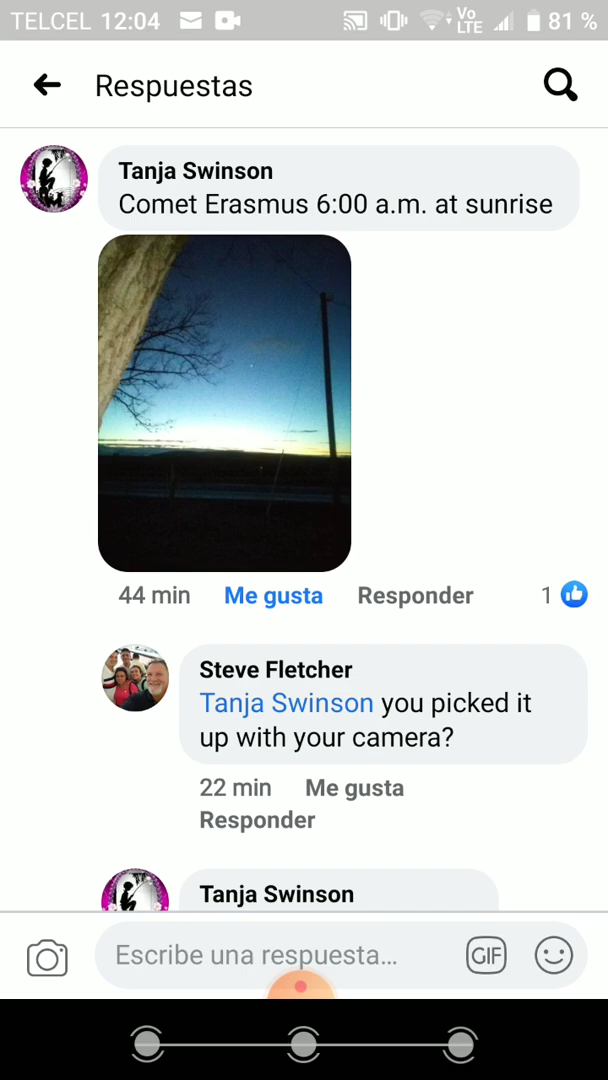 TELCEL 12:04 Vo LTE 81 %
Respuestas
Tanja Swinson
Comet Erasmus 6:00 a.m. at sunrise
44 min Me gusta Responder 1
Steve Fletcher
Tanja Swinson you picked it
up with your camera?
22 min Me gusta
Responder
Tanja Swinson
Escribe una respuesta... GIF